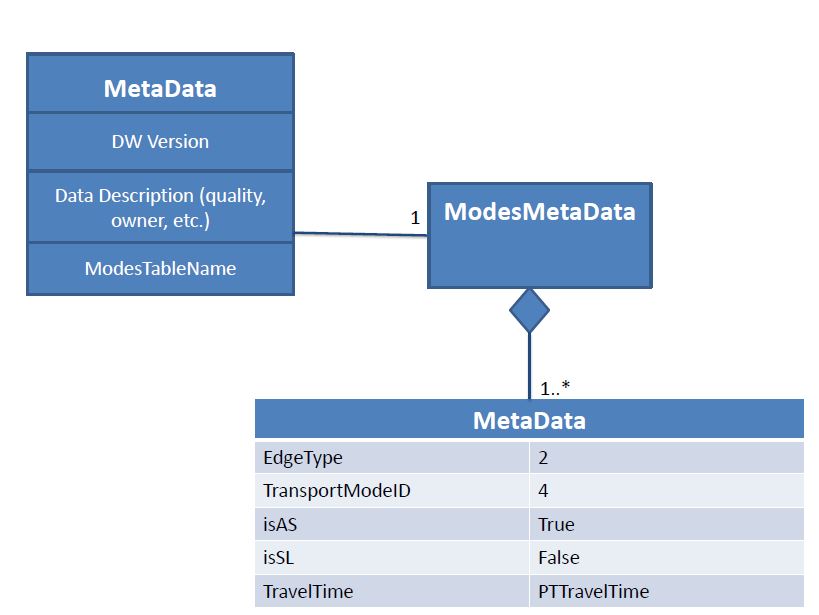 MetaData
DW Version
Data Description (quality,
owner, etc.)
ModesTableName
1
ModesMetaData
1..*
MetaData
EdgeType 2
TransportModeID 4
isAS True
isSL False
TravelTime PTTravelTime